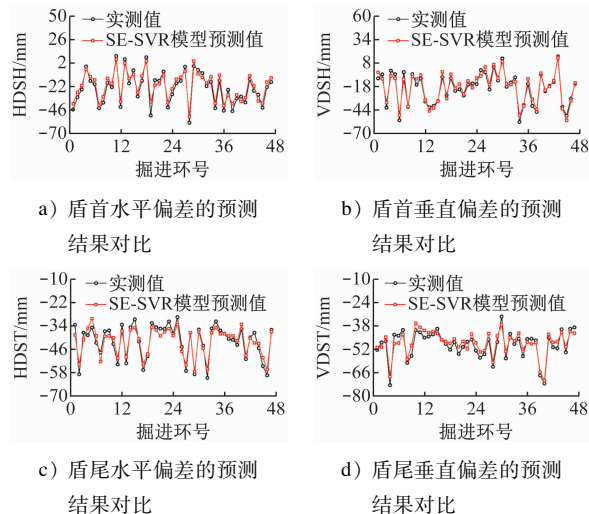 50
26
2
-22
-46
-70
HDSH/mm
实测值
SE-SVR模型预测值
0 12 24 36 48
掘进环号
a）盾首水平偏差的预测
结果对比
60
34
8
-18
-44
-70
VDSH/mm
实测值
SE-SVR模型预测值
0 12 24 36 48
掘进环号
b）盾首垂直偏差的预测
结果对比
-10
-22
-34
-46
-58
-70
HDST/mm
实测值
SE-SVR模型预测值
0 12 24 36 48
掘进环号
c）盾尾水平偏差的预测
结果对比
-10
-24
-38
-52
-66
-80
VDST/mm
实测值
SE-SVR模型预测值
0 12 24 36 48
掘进环号
d）盾尾垂直偏差的预测
结果对比